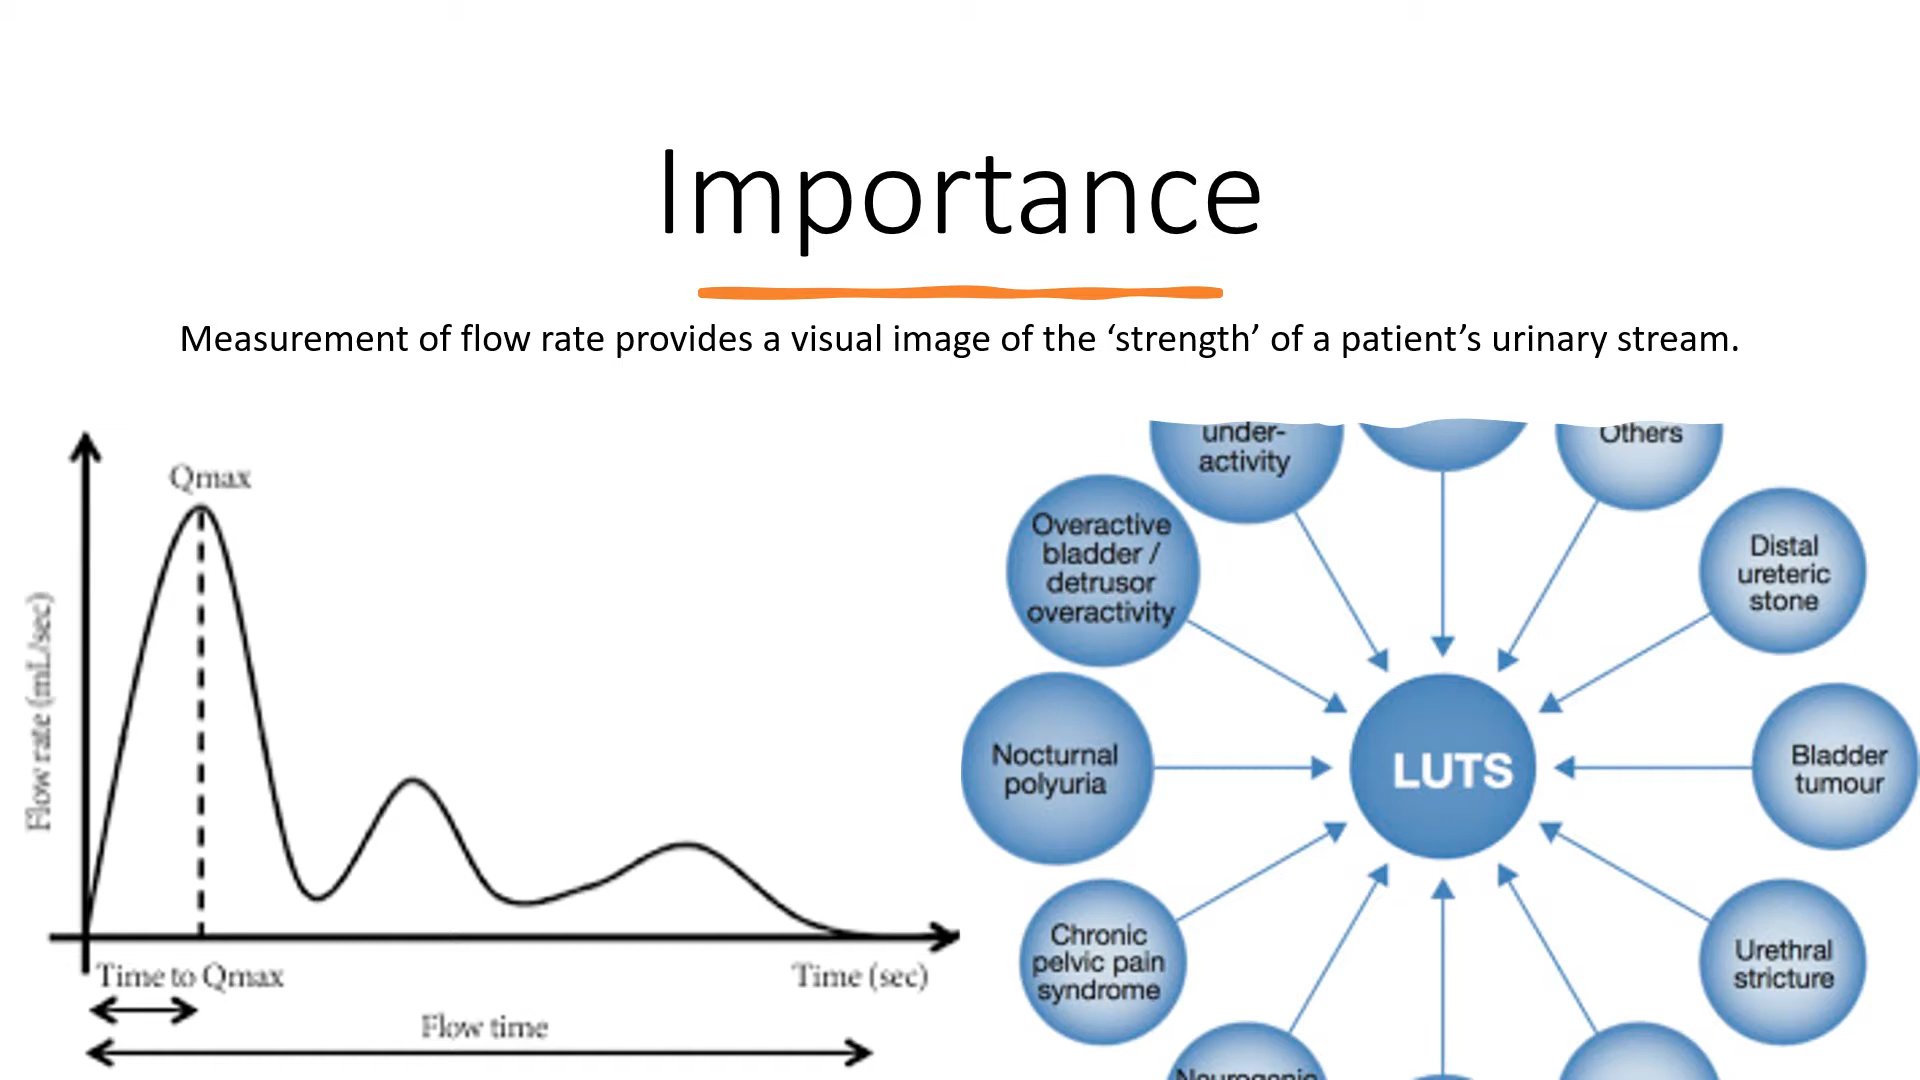 Importance
Measurement of flow rate provides a visual image of the ‘strength’ of a patient’s urinary stream.
Qmax
Flow rate (mL/sec)
Time to Qmax
Time (sec)
Flow time
under-
activity
Others
Overactive
bladder /
detrusor
overactivity
Distal
ureteric
stone
Nocturnal
polyuria
LUTS
Bladder
tumour
Chronic
pelvic pain
syndrome
Urethral
stricture
Neurogenic